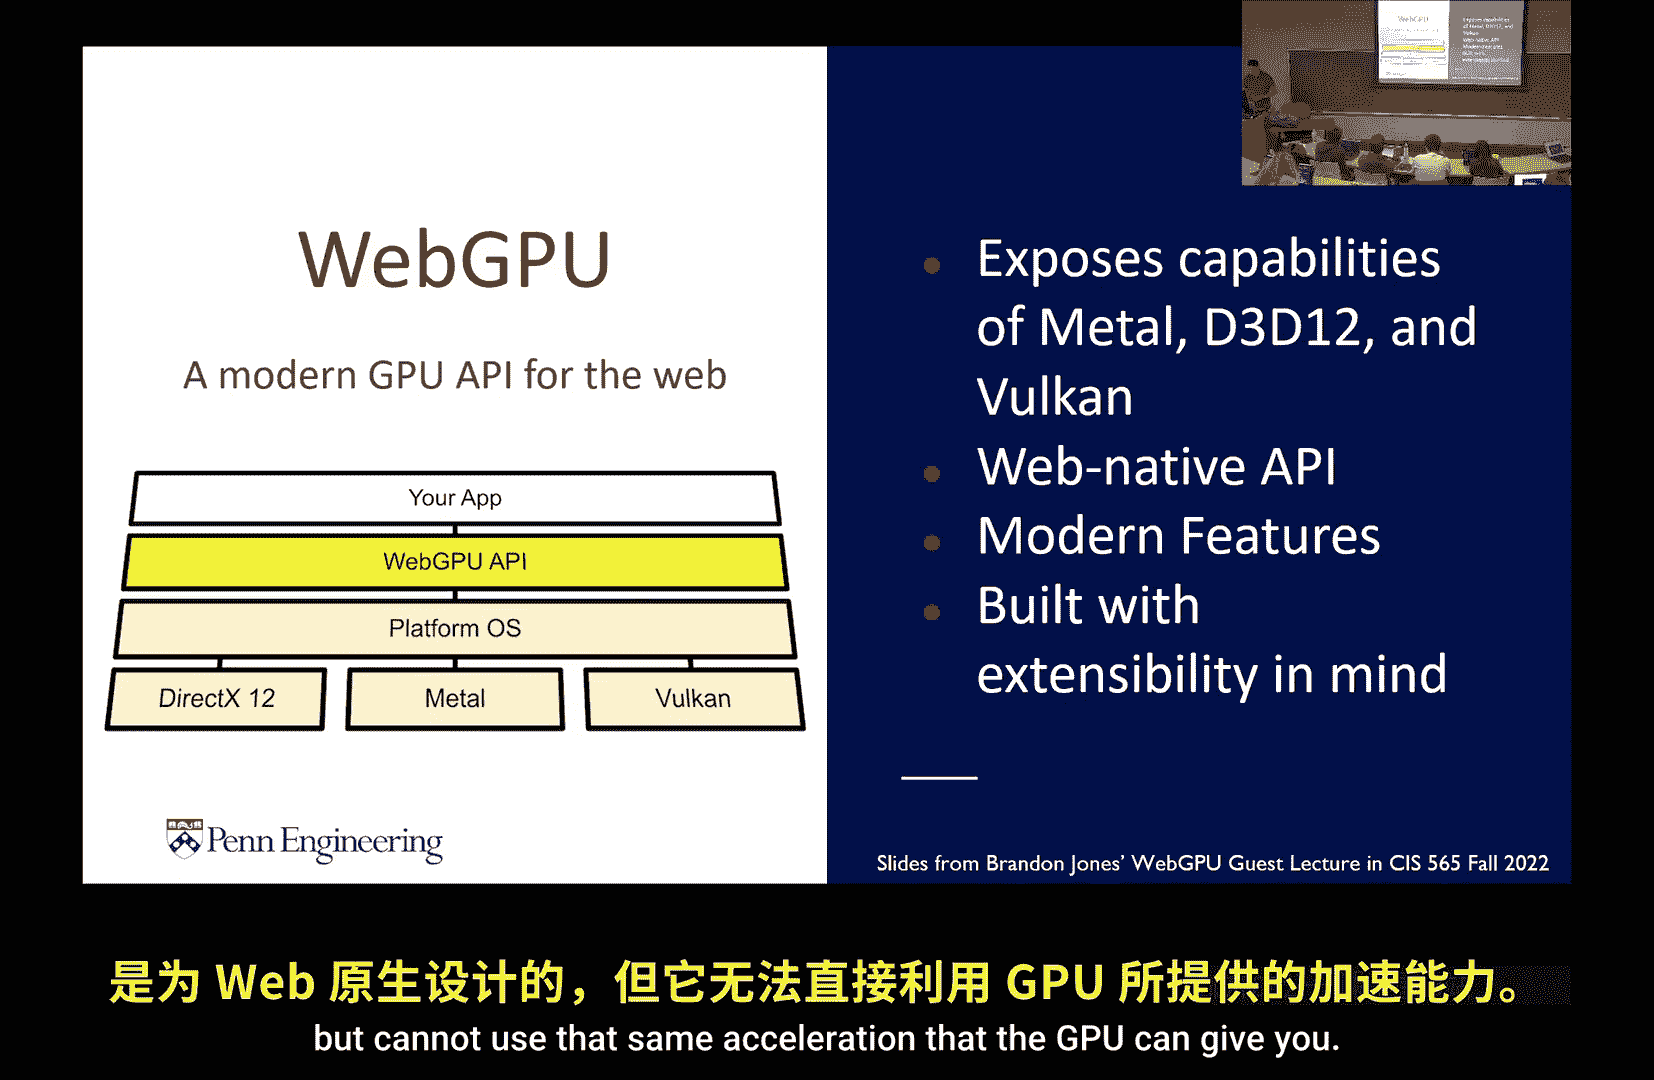 WebGPU
A modern GPU API for the web
Your App
WebGPU API
Platform OS
DirectX 12
Metal
Vulkan
Penn Engineering
Exposes capabilities
of Metal, D3D12, and
Vulkan
Web-native API
Modern Features
Built with
extensibility in mind
Slides from Brandon Jones’ WebGPU Guest Lecture in CIS 565 Fall 2022
是为 Web 原生设计的，但它无法直接利用 GPU 所提供的加速能力。
but cannot use that same acceleration that the GPU can give you.